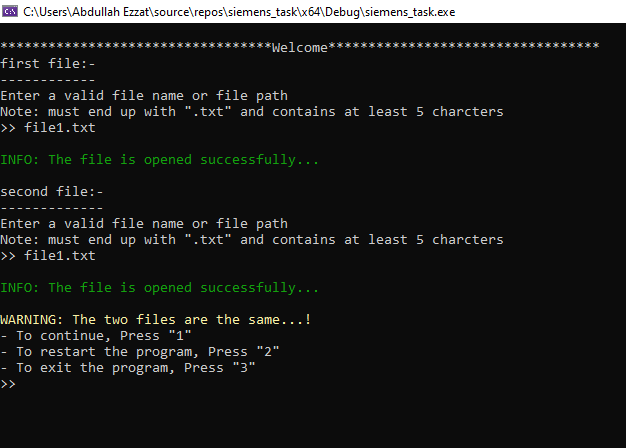 C:\Users\Abdullah Ezzat\source\repos\siemens_task\x64\Debug\siemens_task.exe
**********************************Welcome**********************************
first file:-
------------
Enter a valid file name or file path
Note: must end up with ".txt" and contains at least 5 charcters
>> file1.txt
INFO: The file is opened successfully...
second file:-
-------------
Enter a valid file name or file path
Note: must end up with ".txt" and contains at least 5 charcters
>> file1.txt
INFO: The file is opened successfully...
WARNING: The two files are the same...!
- To continue, Press "1"
- To restart the program, Press "2"
- To exit the program, Press "3"
>>